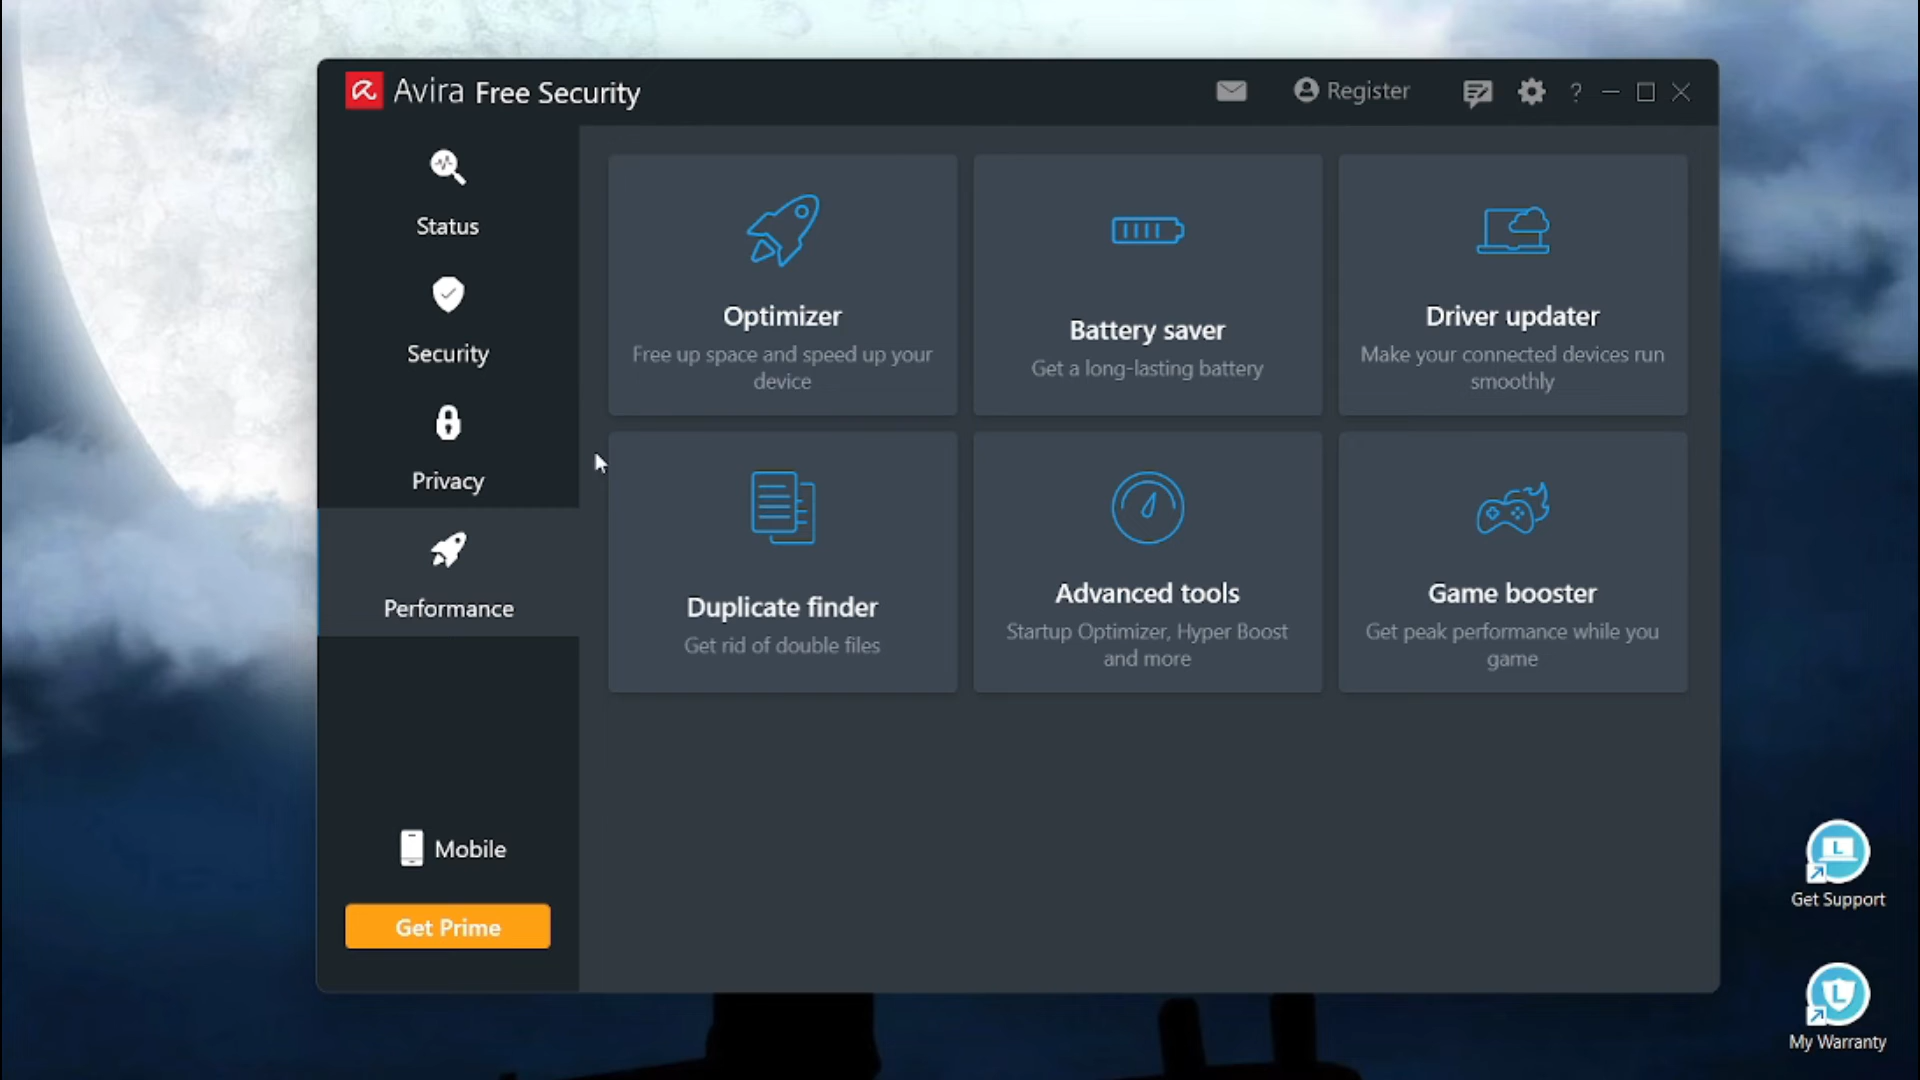 Avira Free Security
Register
?
Status
Security
Privacy
Performance
Mobile
Get Prime
Optimizer
Free up space and speed up your
device
Battery saver
Get a long-lasting battery
Driver updater
Make your connected devices run
smoothly
Duplicate finder
Get rid of double files
Advanced tools
Startup Optimizer, Hyper Boost
and more
Game booster
Get peak performance while you
game
L
Get Support
L
My Warranty